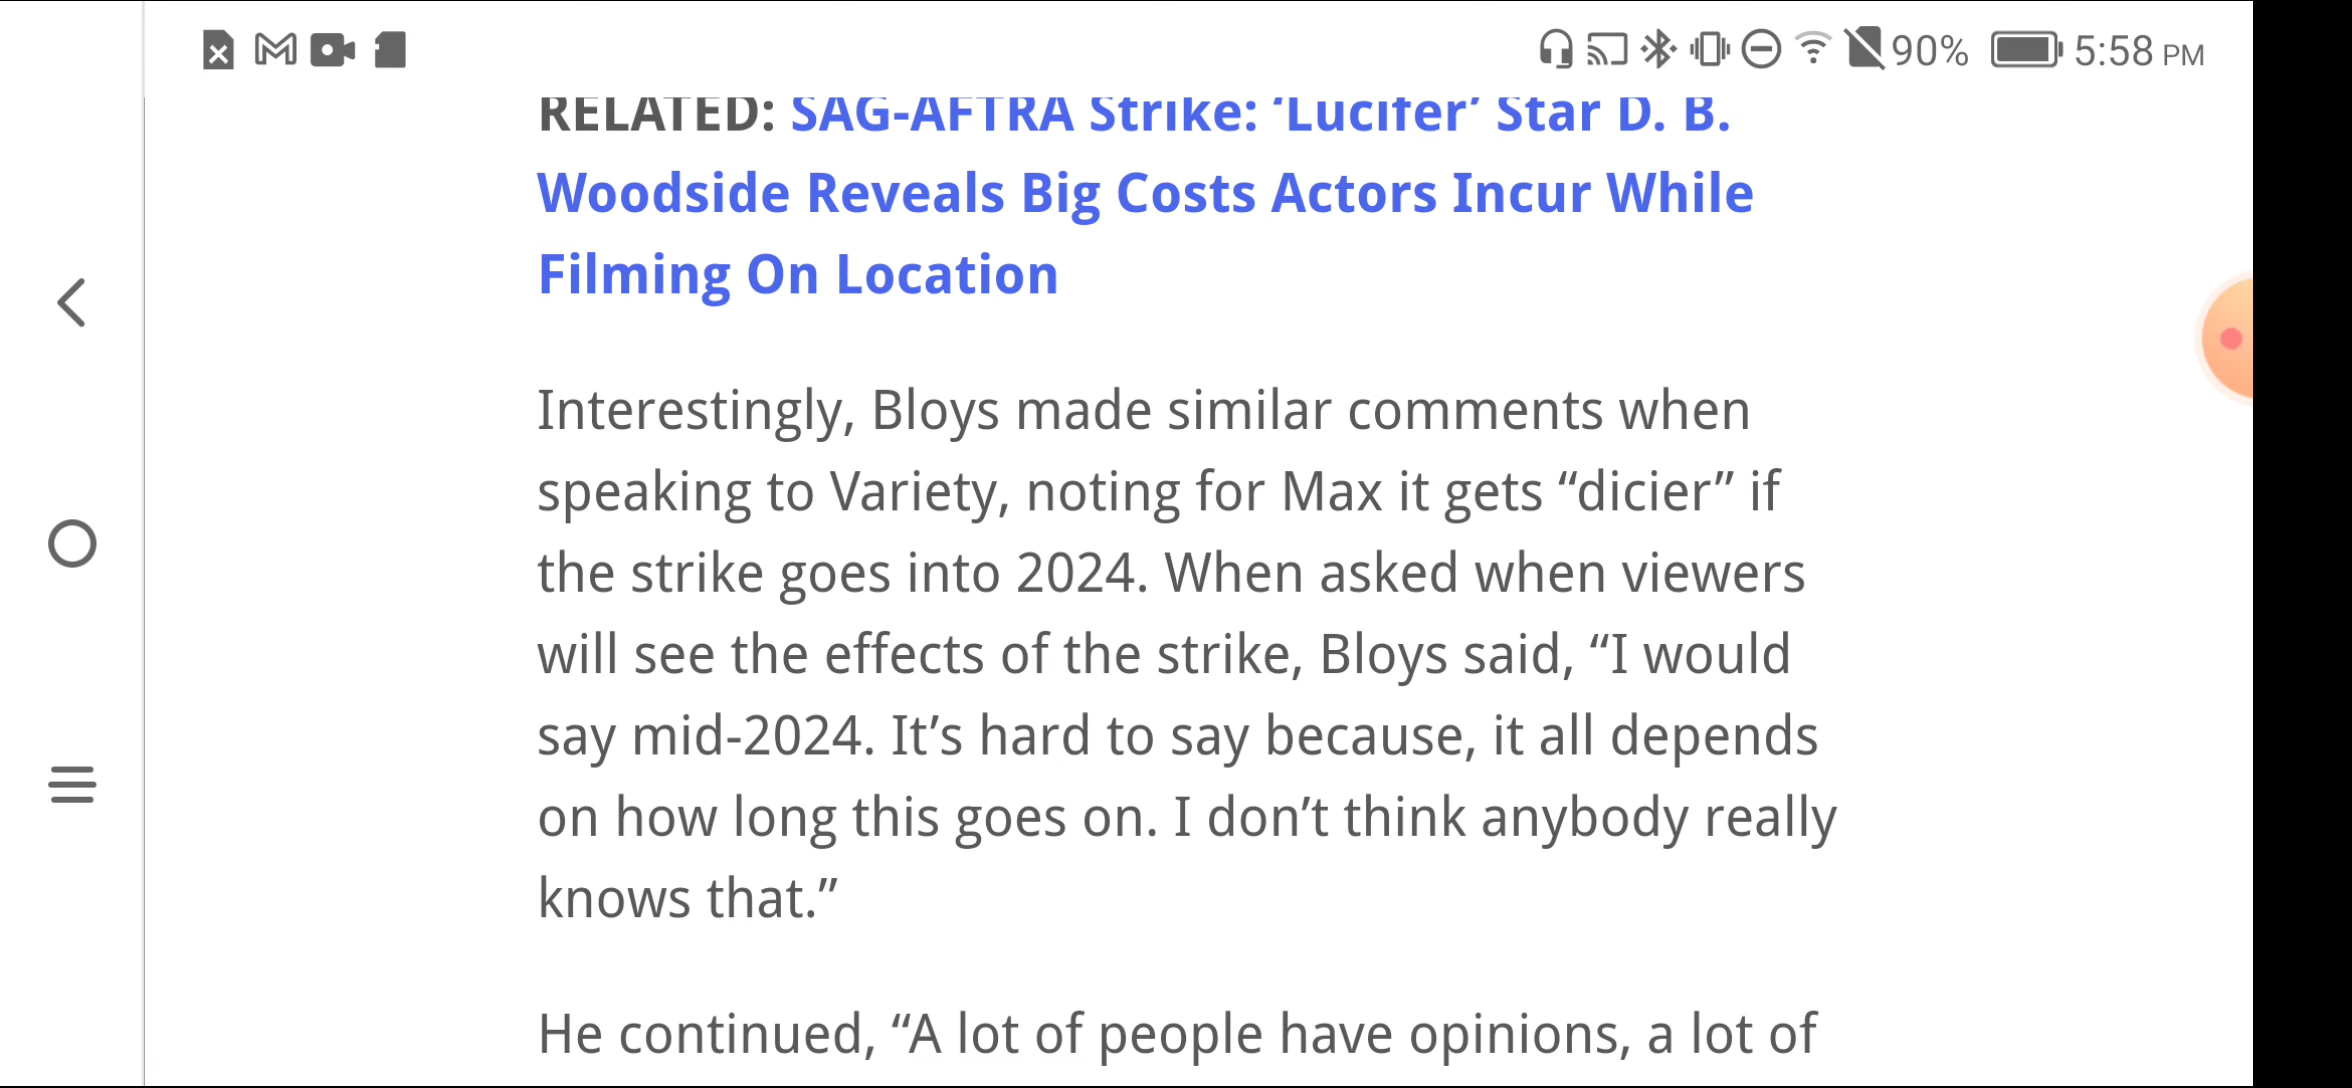 90% 5:58 PM
RELATED: SAG-AFTRA Strike: ‘Lucifer’ Star D. B.
Woodside Reveals Big Costs Actors Incur While
Filming On Location
Interestingly, Bloys made similar comments when
speaking to Variety, noting for Max it gets “dicier” if
the strike goes into 2024. When asked when viewers
will see the effects of the strike, Bloys said, “I would
say mid-2024. It’s hard to say because, it all depends
on how long this goes on. I don’t think anybody really
knows that.”
He continued, “A lot of people have opinions, a lot of